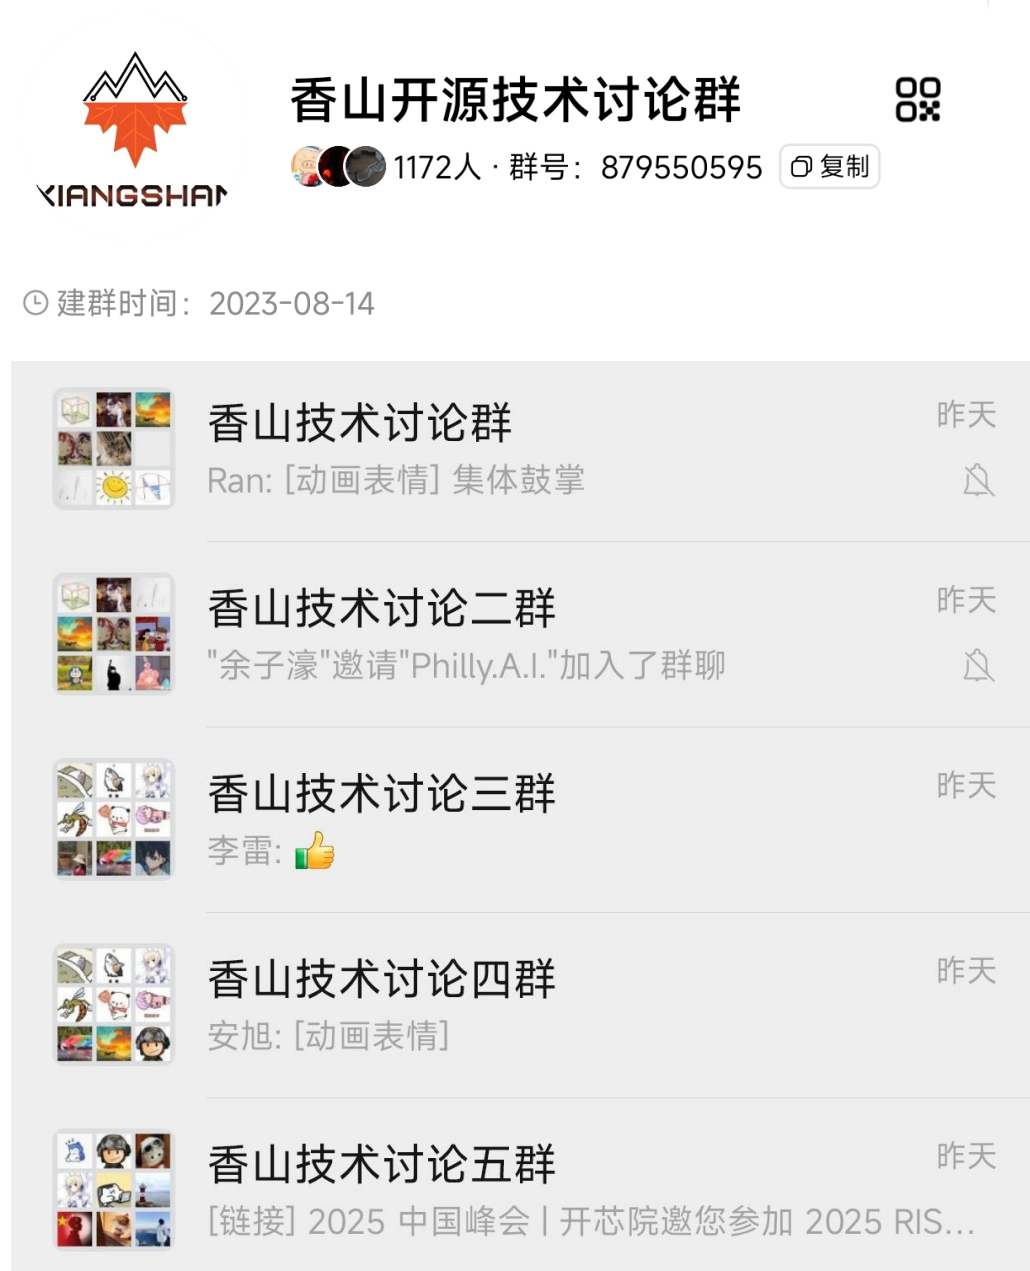 XIANGSHAN
香山开源技术讨论群
1172人 · 群号：879550595 复制
建群时间：2023-08-14
香山技术讨论群 昨天
Ran: [动画表情] 集体鼓掌
香山技术讨论二群 昨天
"余子濠"邀请"Philly.A.I."加入了群聊
香山技术讨论三群 昨天
李雷: 👍
香山技术讨论四群 昨天
安旭: [动画表情]
香山技术讨论五群 昨天
[链接] 2025 中国峰会 | 开芯院邀您参加 2025 RIS...